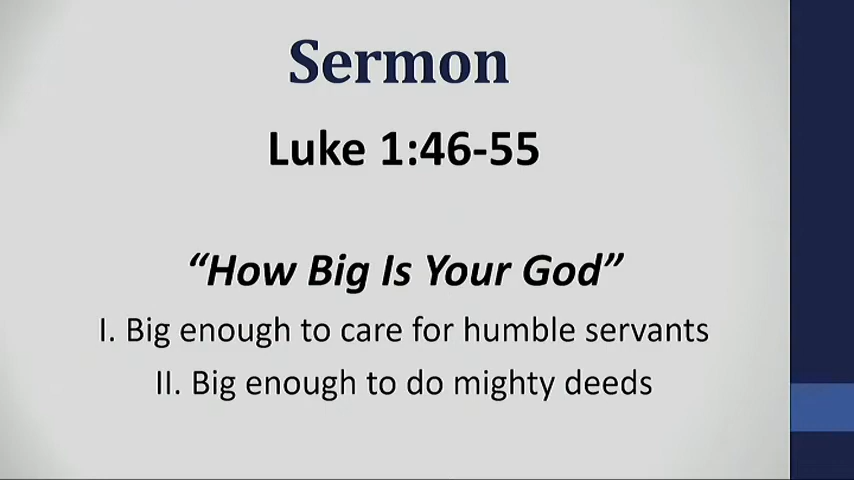 Sermon
Luke 1:46-55
“How Big Is Your God”
I. Big enough to care for humble servants
II. Big enough to do mighty deeds